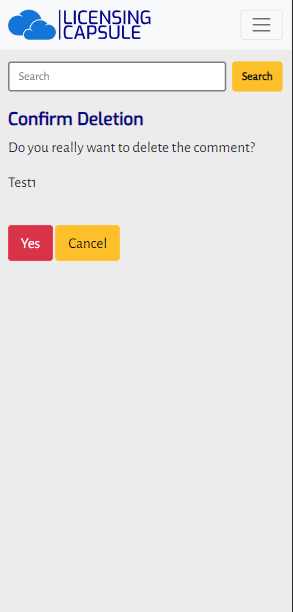 LICENSING
CAPSULE
Search
Search
Confirm Deletion
Do you really want to delete the comment?
Test1
Yes
Cancel